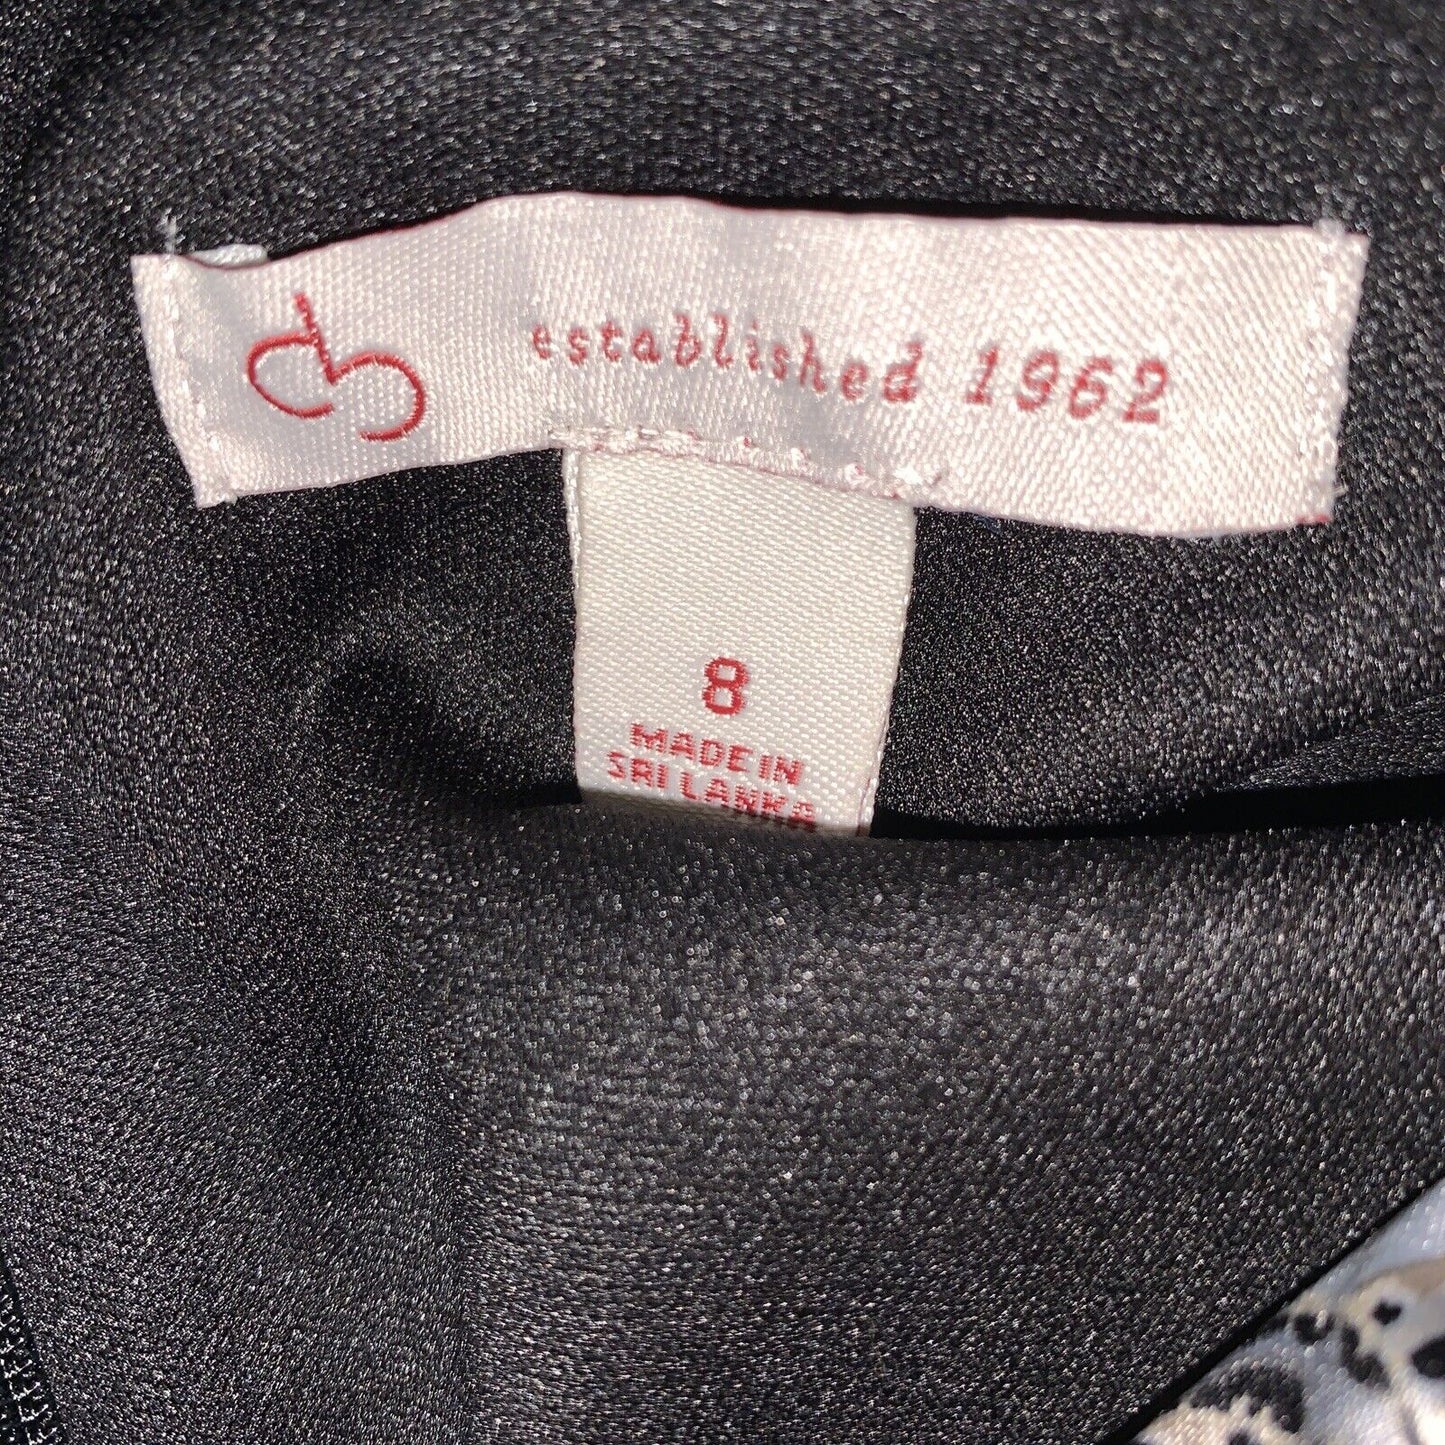 established 1962
8
MADE IN
SRI LANKA